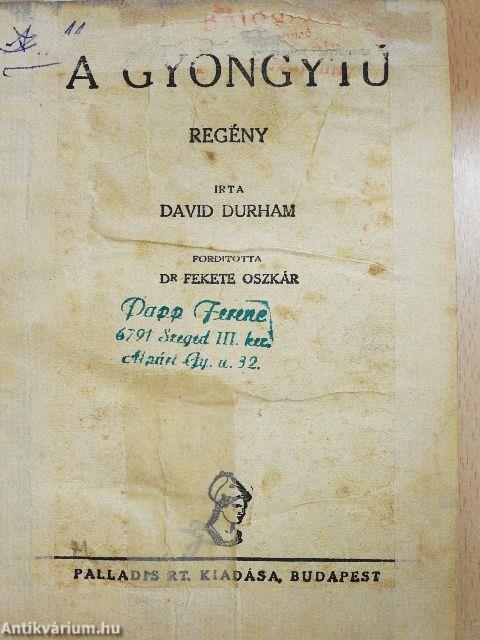 A GYÖNGYTŰ
REGÉNY
IRTA
DAVID DURHAM
FORDITOTTA
DR FEKETE OSZKÁR
Papp Ferenc
6791 Szeged III. ker.
Alpári Gy. u. 32.
PALLADIS RT. KIADÁSA, BUDAPEST
Antikvárium.hu